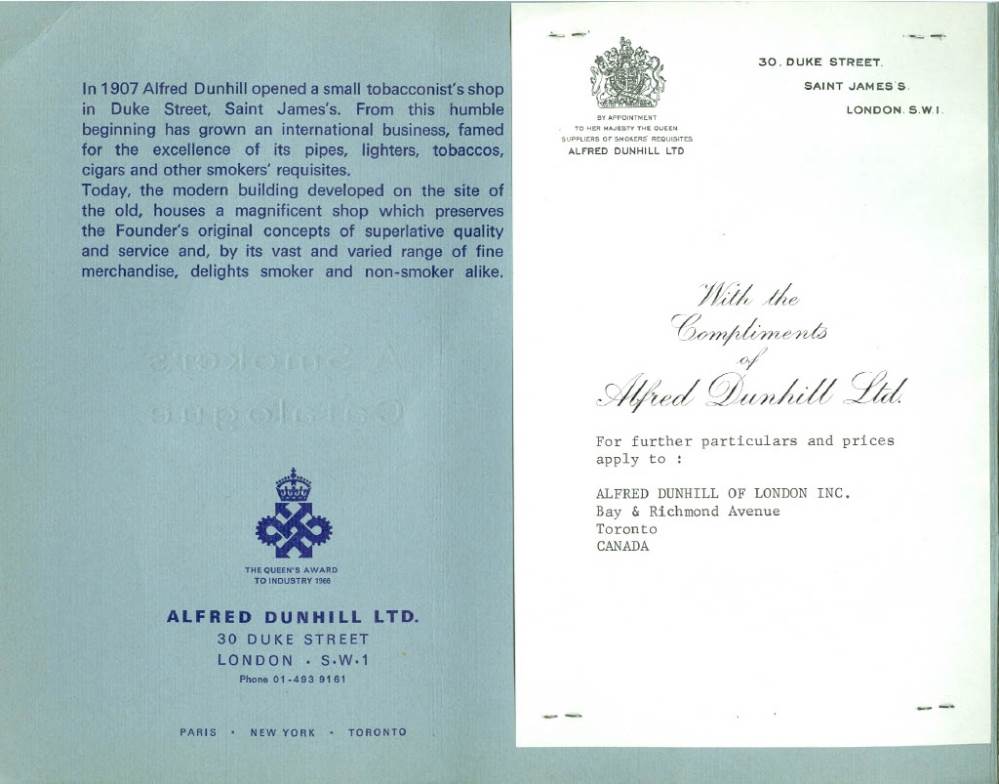 In 1907 Alfred Dunhill opened a small tobacconist's shop
in Duke Street, Saint James's. From this humble
beginning has grown an international business, famed
for the excellence of its pipes, lighters, tobaccos,
cigars and other smokers' requisites.
Today, the modern building developed on the site of
the old, houses a magnificent shop which preserves
the Founder's original concepts of superlative quality
and service and, by its vast and varied range of fine
merchandise, delights smoker and non-smoker alike.
A Smokers
Catalogue
THE QUEEN'S AWARD
TO INDUSTRY 1966
ALFRED DUNHILL LTD.
30 DUKE STREET
LONDON · S.W.1
Phone 01-493 9161
PARIS · NEW YORK · TORONTO
BY APPOINTMENT
TO HER MAJESTY THE QUEEN
SUPPLIERS OF SMOKERS' REQUISITES
ALFRED DUNHILL LTD
30. DUKE STREET.
SAINT JAMES'S.
LONDON. S.W.1.
With the
Compliments
of
Alfred Dunhill Ltd.
For further particulars and prices
apply to :
ALFRED DUNHILL OF LONDON INC.
Bay & Richmond Avenue
Toronto
CANADA